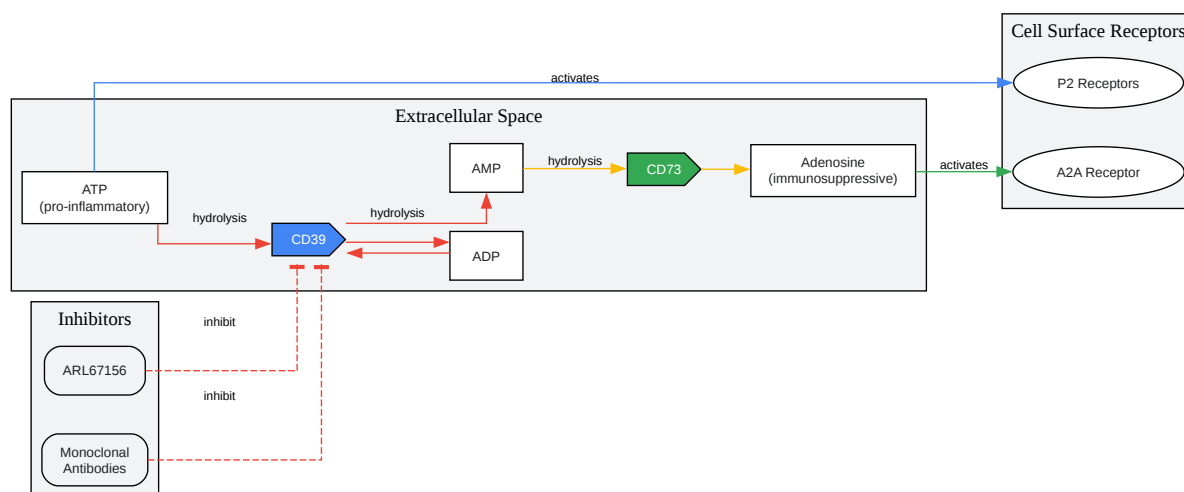 Cell Surface Receptors
activates
P2 Receptors
Extracellular Space
ATP
(pro-inflammatory)
hydrolysis
CD39
hydrolysis
AMP
ADP
hydrolysis
CD73
Adenosine
(immunosuppressive)
activates
A2A Receptor
Inhibitors
inhibit
ARL67156
inhibit
Monoclonal
Antibodies